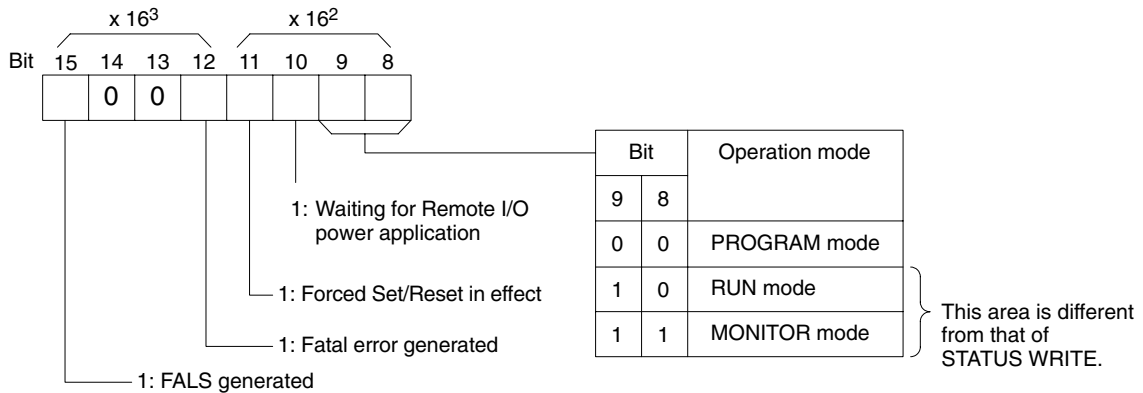 x 16³ x 16²
Bit 15 14 13 12 11 10 9 8
0 0
Bit Operation mode
9 8
0 0 PROGRAM mode
1 0 RUN mode
1 1 MONITOR mode
This area is different
from that of
STATUS WRITE.
1: Waiting for Remote I/O
power application
1: Forced Set/Reset in effect
1: Fatal error generated
1: FALS generated